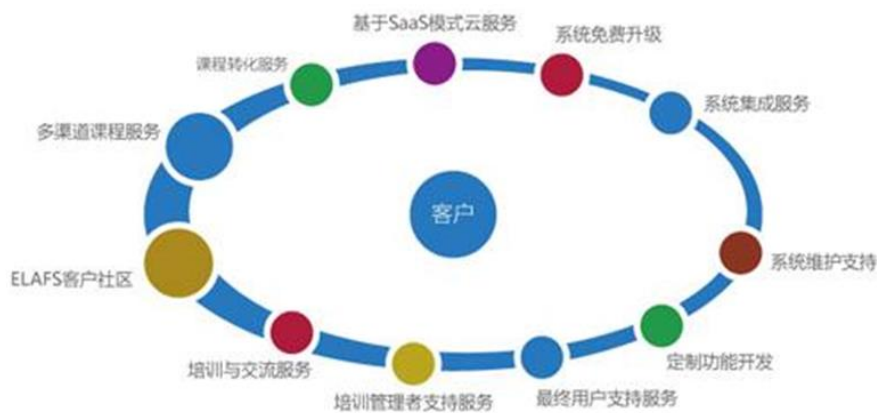 基于SaaS模式云服务
系统免费升级
课程转化服务
系统集成服务
多渠道课程服务
客户
系统维护支持
ELAFS客户社区
定制功能开发
培训与交流服务
最终用户支持服务
培训管理者支持服务